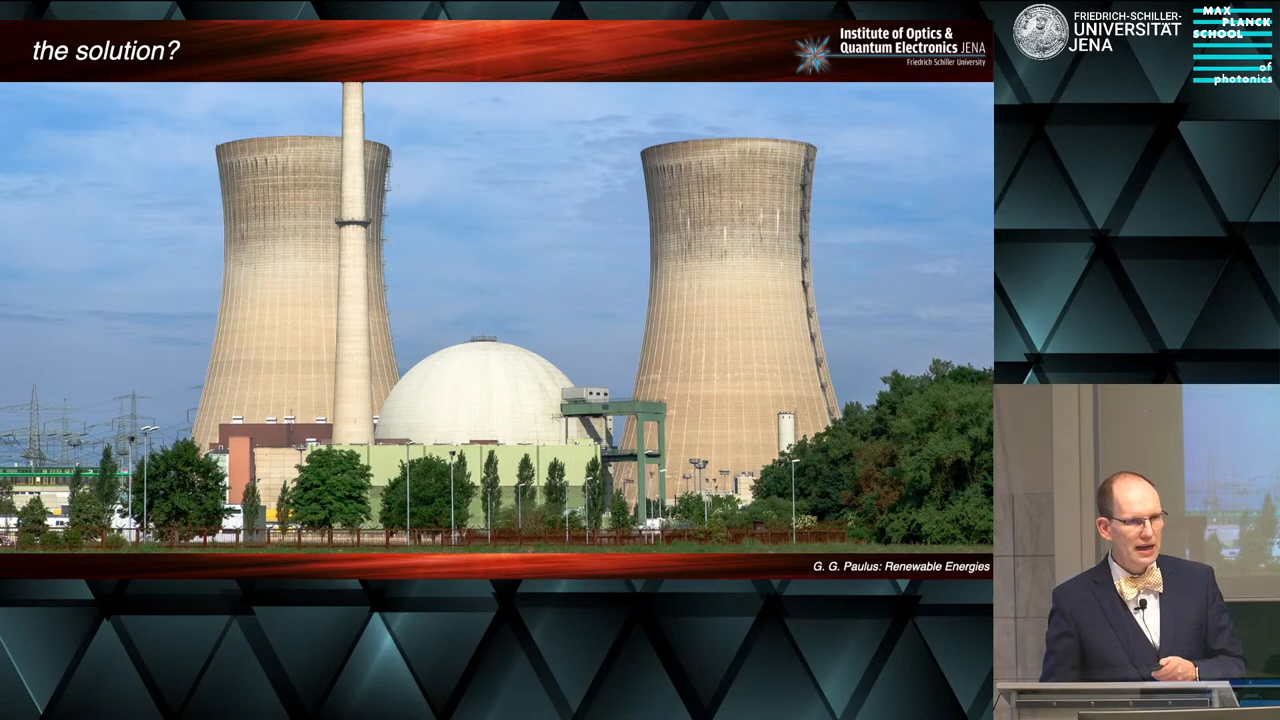 the solution?
Institute of Optics &
Quantum Electronics JENA
Friedrich Schiller University
FRIEDRICH-SCHILLER-
UNIVERSITÄT
JENA
MAX
PLANCK
SCHOOL
of
photonics
G. G. Paulus: Renewable Energies